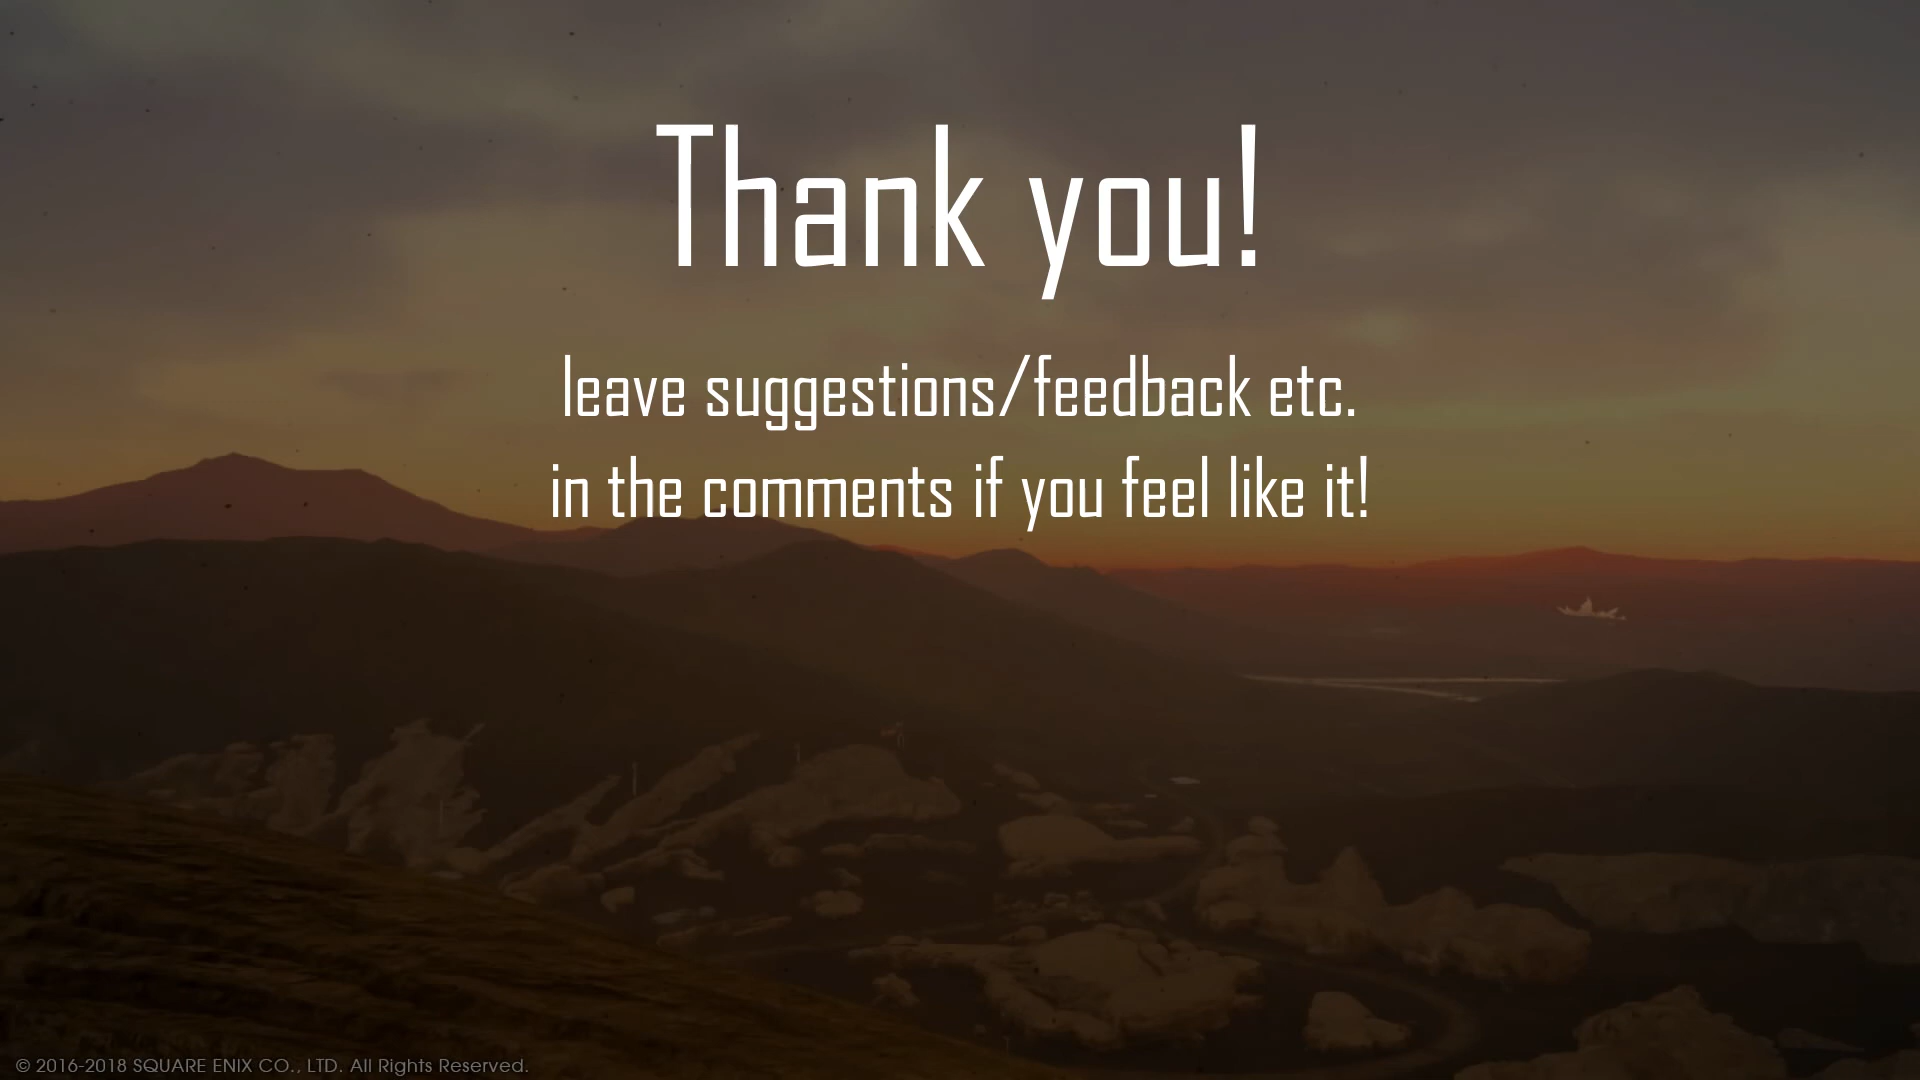 Thank you!
leave suggestions/feedback etc.
in the comments if you feel like it!
© 2016-2018 SQUARE ENIX CO., LTD. All Rights Reserved.